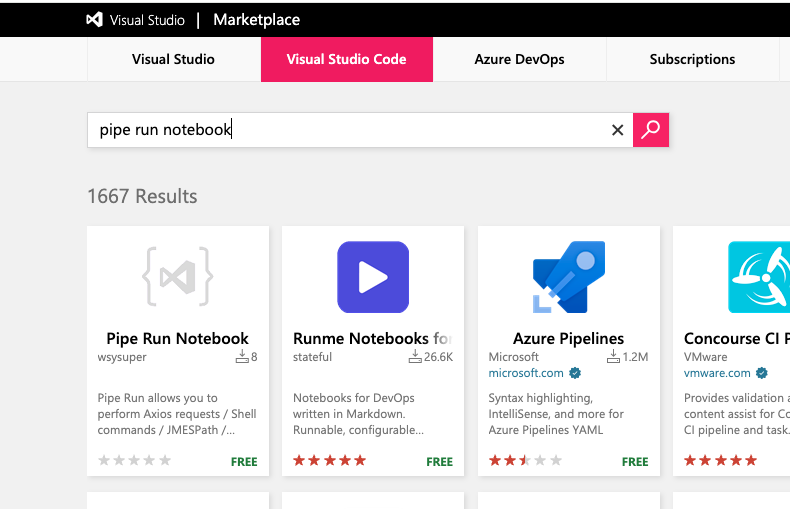 Visual Studio | Marketplace
Visual Studio
Visual Studio Code
Azure DevOps
Subscriptions
pipe run notebook
1667 Results
Pipe Run Notebook
wsysuper 8
Pipe Run allows you to
perform Axios requests / Shell
commands / JMESPath /...
FREE
Runme Notebooks for
stateful 26.6K
Notebooks for DevOps
written in Markdown.
Runnable, configurable...
FREE
Azure Pipelines
Microsoft 1.2M
microsoft.com
Syntax highlighting,
IntelliSense, and more for
Azure Pipelines YAML
FREE
Concourse CI P
VMware
vmware.com
Provides validation a
content assist for Co
CI pipeline and task.